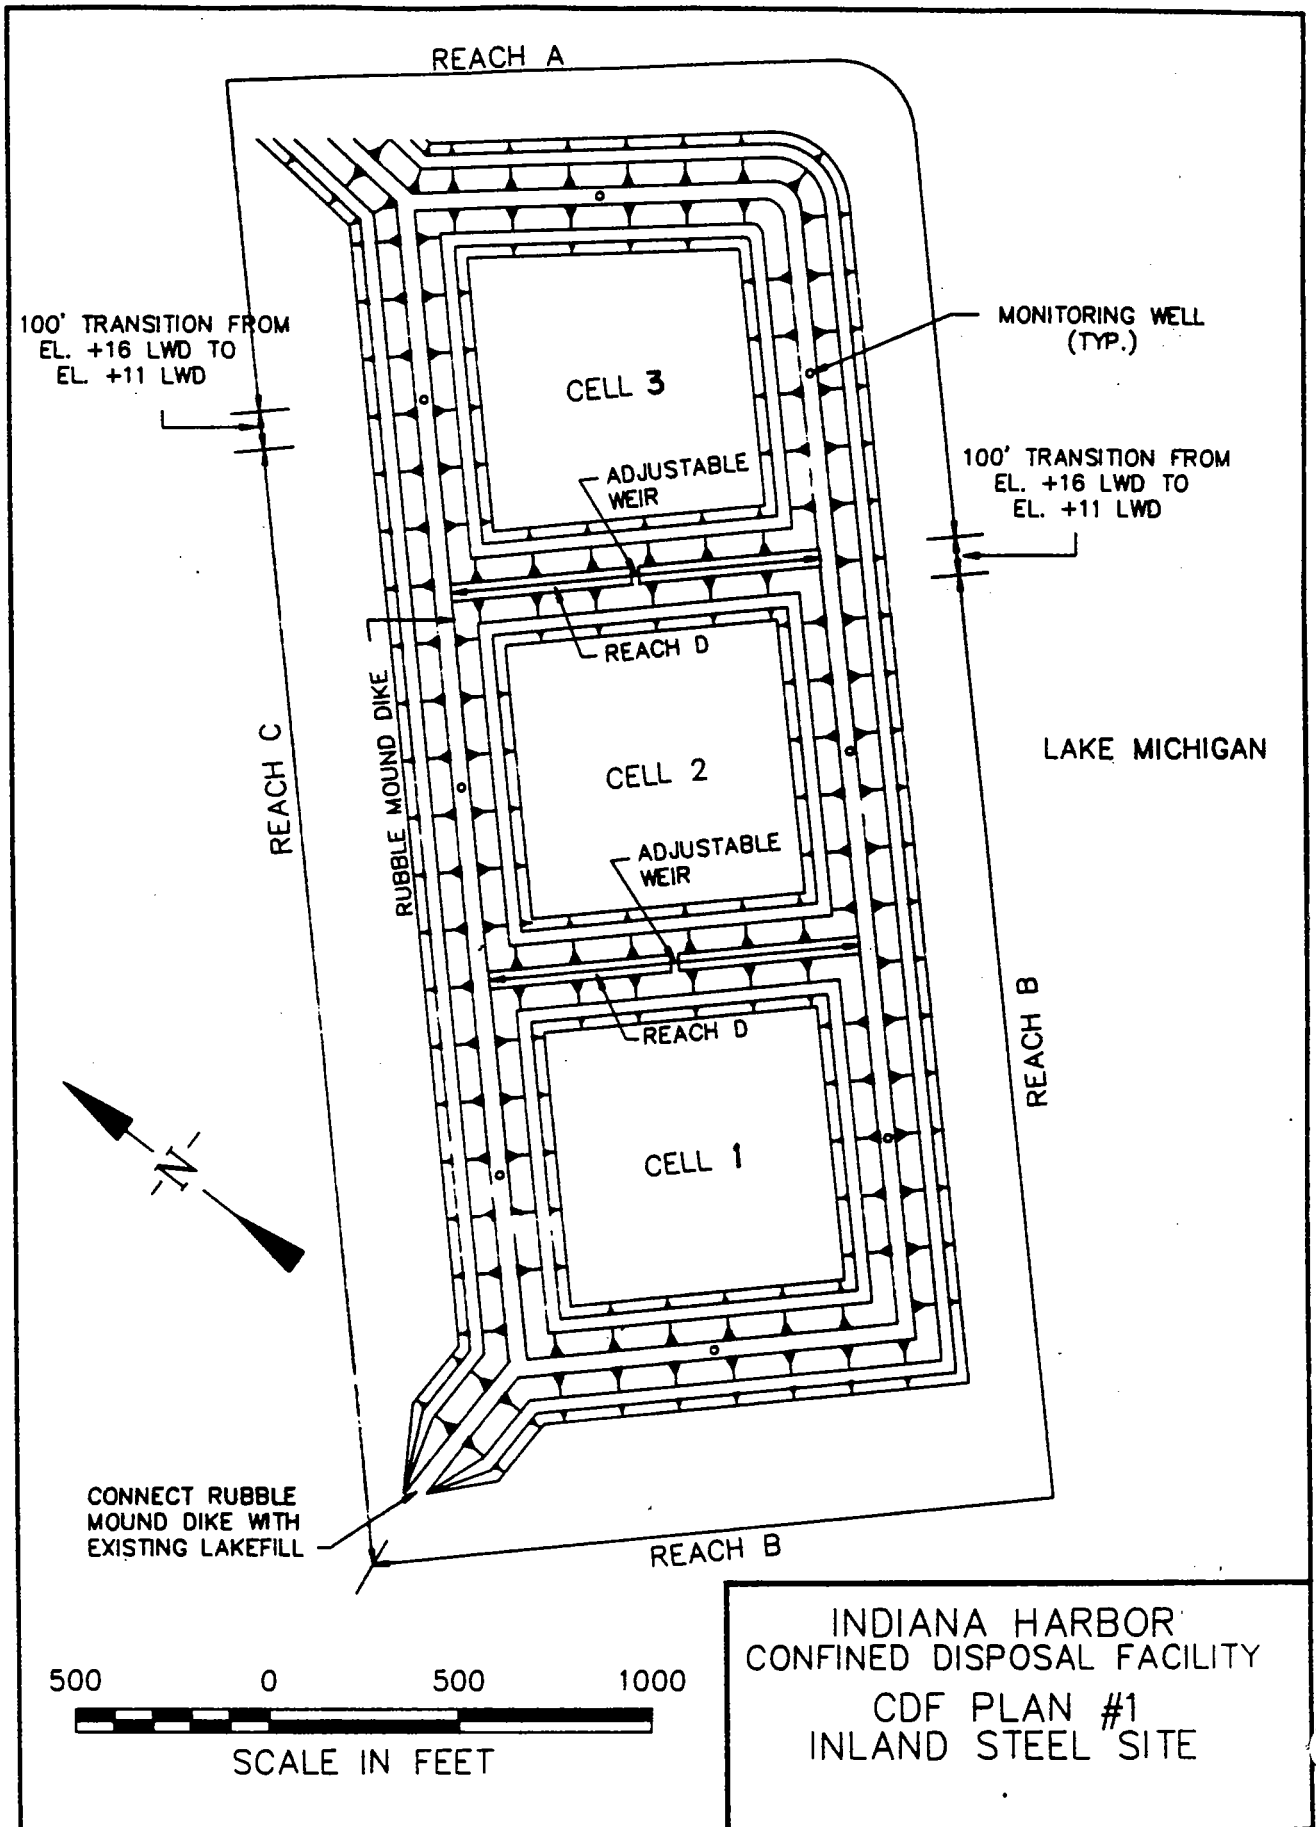 REACH A
100' TRANSITION FROM
EL. +16 LWD TO
EL. +11 LWD
MONITORING WELL
(TYP.)
CELL 3
ADJUSTABLE
WEIR
100' TRANSITION FROM
EL. +16 LWD TO
EL. +11 LWD
REACH D
REACH C
RUBBLE MOUND DIKE
LAKE MICHIGAN
CELL 2
ADJUSTABLE
WEIR
REACH D
REACH B
CELL 1
-N-
CONNECT RUBBLE
MOUND DIKE WITH
EXISTING LAKEFILL
REACH B
500 0 500 1000
SCALE IN FEET
INDIANA HARBOR
CONFINED DISPOSAL FACILITY
CDF PLAN #1
INLAND STEEL SITE